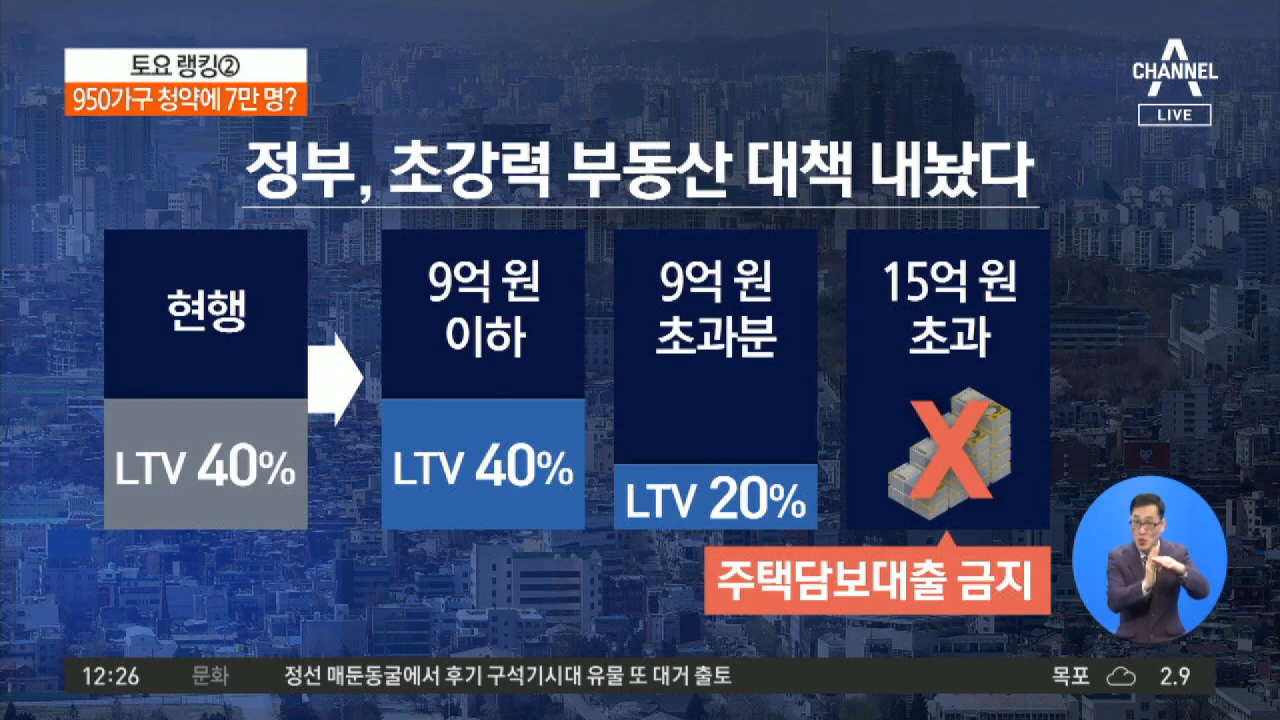 토요 랭킹②
950가구 청약에 7만 명?
CHANNEL A
LIVE
정부, 초강력 부동산 대책 내놨다
현행
LTV 40%
9억 원
이하
LTV 40%
9억 원
초과분
LTV 20%
15억 원
초과
X
주택담보대출 금지
12:26 문화 정선 매둔동굴에서 후기 구석기시대 유물 또 대거 출토 목포 2.9